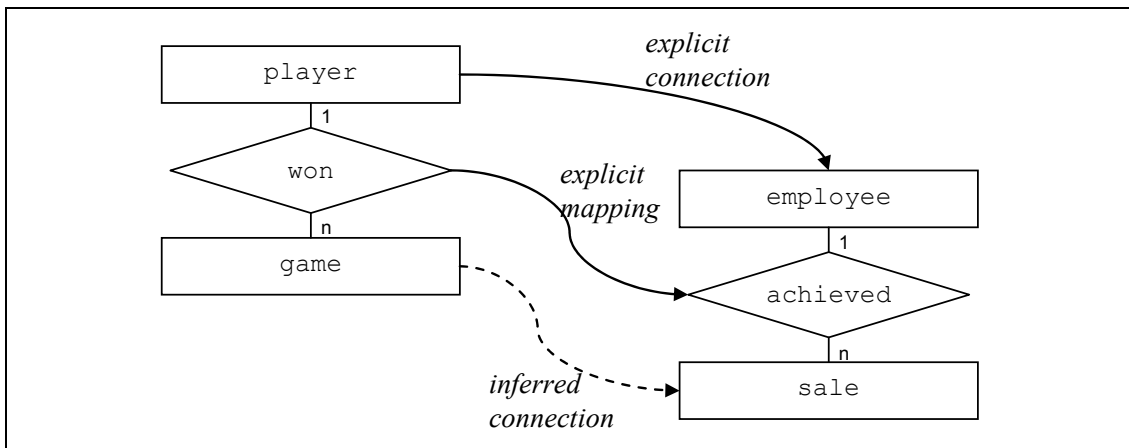 player
explicit
connection
1
won
explicit
mapping
employee
n
1
game
achieved
n
inferred
connection
sale